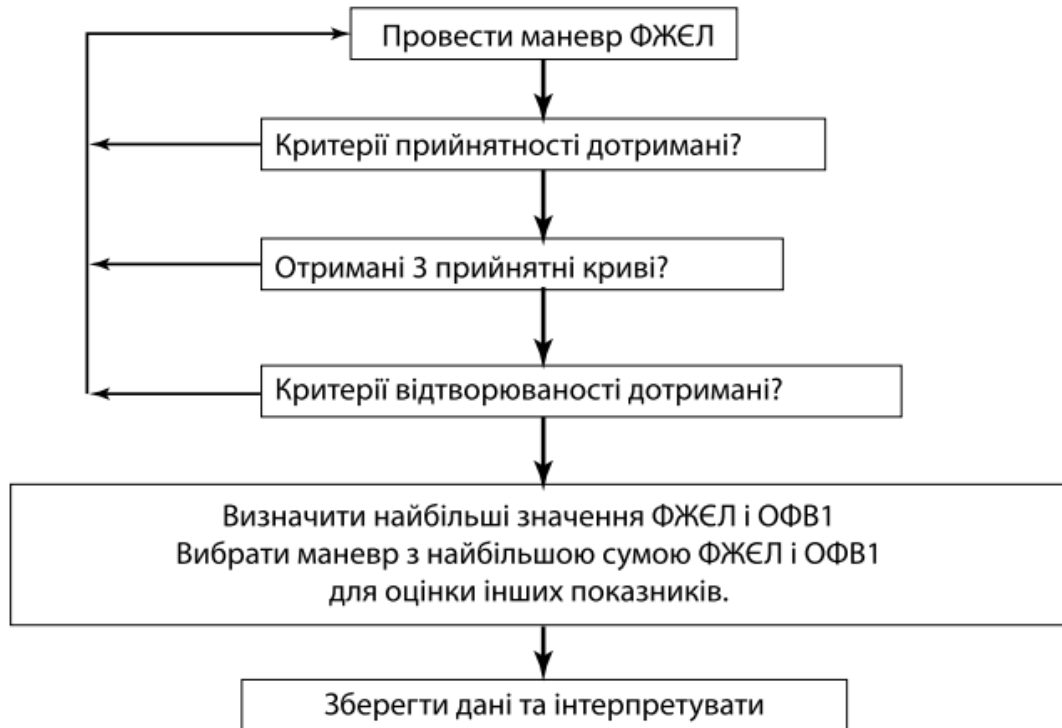 Провести маневр ФЖЄЛ
Критерії прийнятності дотримані?
Отримані 3 прийнятні криві?
Критерії відтворюваності дотримані?
Визначити найбільші значення ФЖЄЛ і ОФВ1
Вибрати маневр з найбільшою сумою ФЖЄЛ і ОФВ1
для оцінки інших показників.
Зберегти дані та інтерпретувати